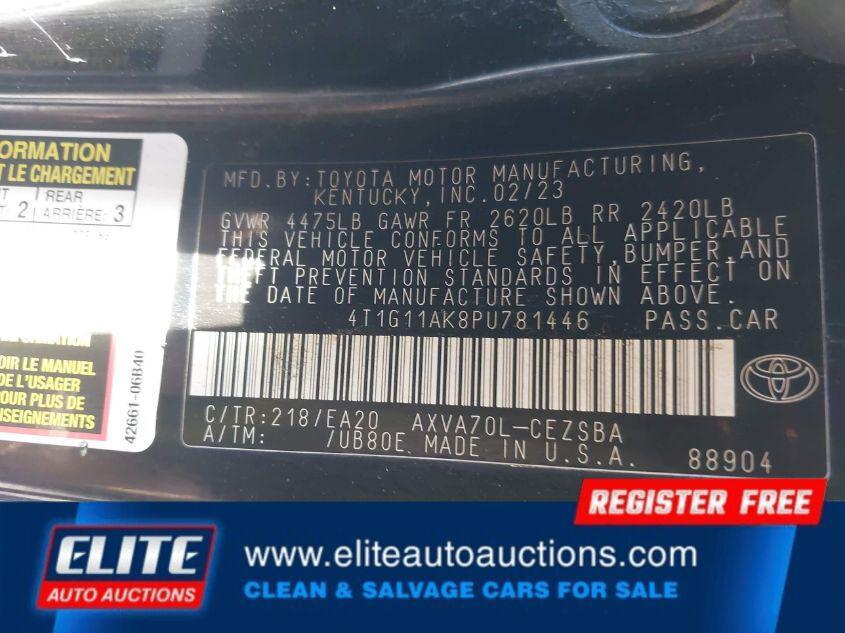 ORMATION
T LE CHARGEMENT
REAR
2
ARRIÈRE: 3
OIR LE MANUEL
DE L'USAGER
POUR PLUS DE
NSEIGNEMENTS
42661-06B40
MFD.BY:TOYOTA MOTOR MANUFACTURING,
KENTUCKY, INC. 02/23
GVWR 4475LB GAWR FR 2620LB RR 2420LB
THIS VEHICLE CONFORMS TO ALL APPLICABLE
FEDERAL MOTOR VEHICLE SAFETY, BUMPER, AND
THEFT PREVENTION STANDARDS IN EFFECT ON
THE DATE OF MANUFACTURE SHOWN ABOVE.
4T1G11AK8PU781446 PASS.CAR
C/TR:218/EA20 AXVA70L-CEZSBA
A/TM: /UB80E MADE IN U.S.A. 88904
REGISTER FREE
ELITE
AUTO AUCTIONS
www.eliteautoauctions.com
CLEAN & SALVAGE CARS FOR SALE